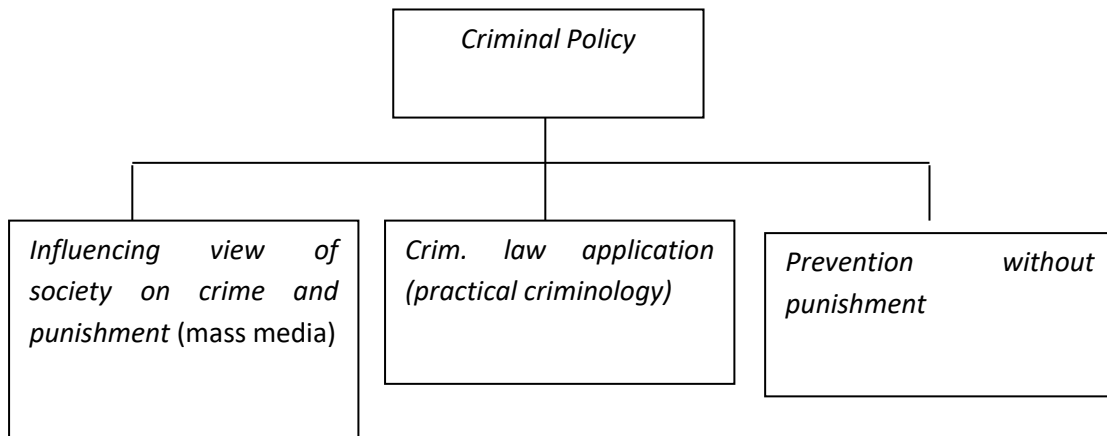 Criminal Policy
Influencing view of
society on crime and
punishment (mass media)
Crim. law application
(practical criminology)
Prevention without
punishment